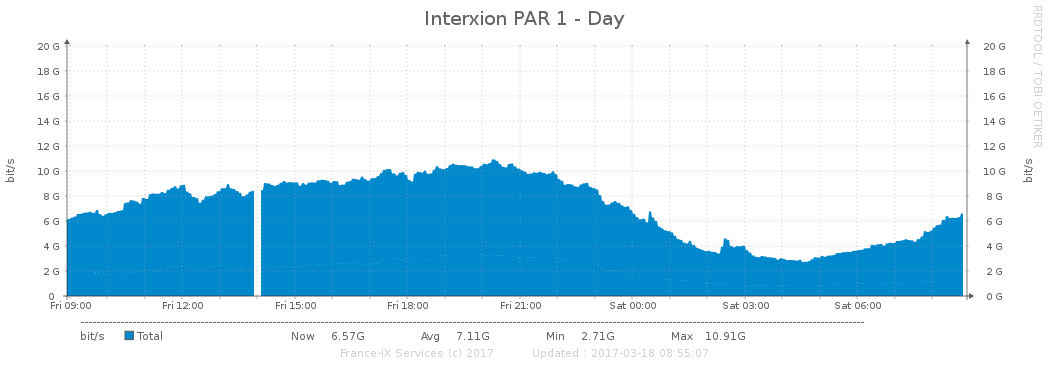 Interxion PAR 1 - Day
RRDTOOL / TOBI OETIKER
bit/s
20 G 20 G
18 G 18 G
16 G 16 G
14 G 14 G
12 G 12 G
10 G 10 G
8 G 8 G
6 G 6 G
4 G 4 G
2 G 2 G
0 0 G
bit/s
Fri 09:00 Fri 12:00 Fri 15:00 Fri 18:00 Fri 21:00 Sat 00:00 Sat 03:00 Sat 06:00
bit/s Total Now 6.57G Avg 7.11G Min 2.71G Max 10.91G
France-IX Services (c) 2017 Updated : 2017-03-18 08:55:07